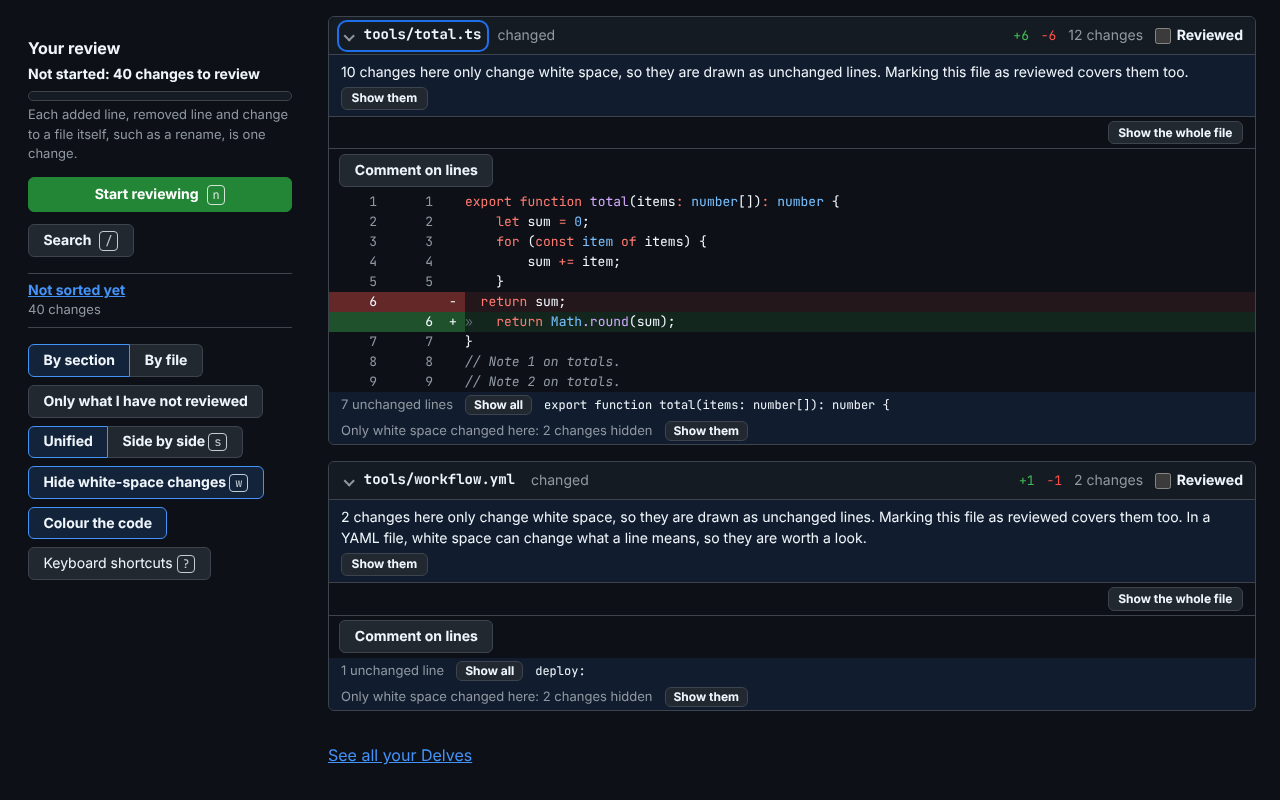 Your review
Not started: 40 changes to review
Each added line, removed line and change
to a file itself, such as a rename, is one
change.
Start reviewing n
Search /
Not sorted yet
40 changes
By section By file
Only what I have not reviewed
Unified Side by side s
Hide white-space changes w
Colour the code
Keyboard shortcuts ?
tools/total.ts changed +6 -6 12 changes Reviewed
10 changes here only change white space, so they are drawn as unchanged lines. Marking this file as reviewed covers them too.
Show them
Show the whole file
Comment on lines
1 1 export function total(items: number[]): number {
2 2 let sum = 0;
3 3 for (const item of items) {
4 4 sum += item;
5 5 }
6 - return sum;
6 + » return Math.round(sum);
7 7 }
8 8 // Note 1 on totals.
9 9 // Note 2 on totals.
7 unchanged lines Show all export function total(items: number[]): number {
Only white space changed here: 2 changes hidden Show them
tools/workflow.yml changed +1 -1 2 changes Reviewed
2 changes here only change white space, so they are drawn as unchanged lines. Marking this file as reviewed covers them too. In a
YAML file, white space can change what a line means, so they are worth a look.
Show them
Show the whole file
Comment on lines
1 unchanged line Show all deploy:
Only white space changed here: 2 changes hidden Show them
See all your Delves